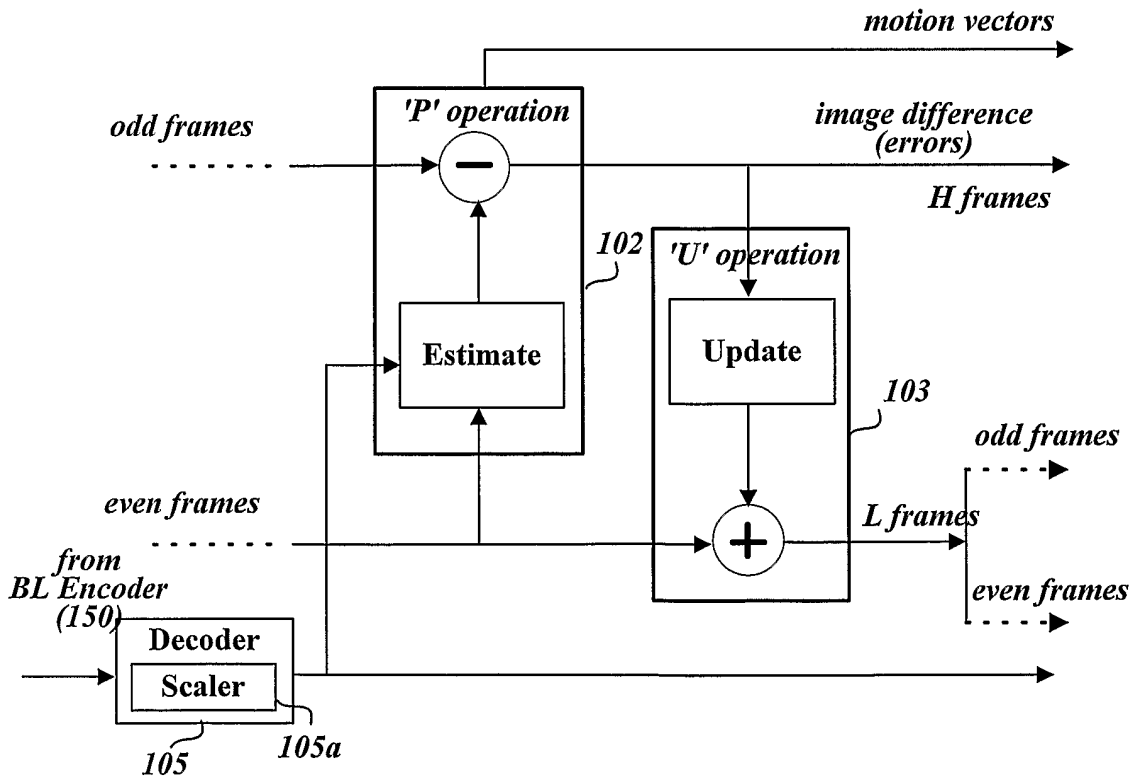 motion vectors
'P' operation
odd frames
image difference
(errors)
−
H frames
102
'U' operation
Estimate
Update
103
odd frames
even frames
L frames
+
from
BL Encoder
(150)
even frames
Decoder
Scaler
105a
105